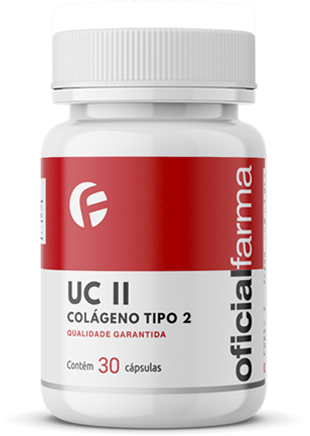 UC II
COLÁGENO TIPO 2
QUALIDADE GARANTIDA
Contém 30 cápsulas
oficialfarma